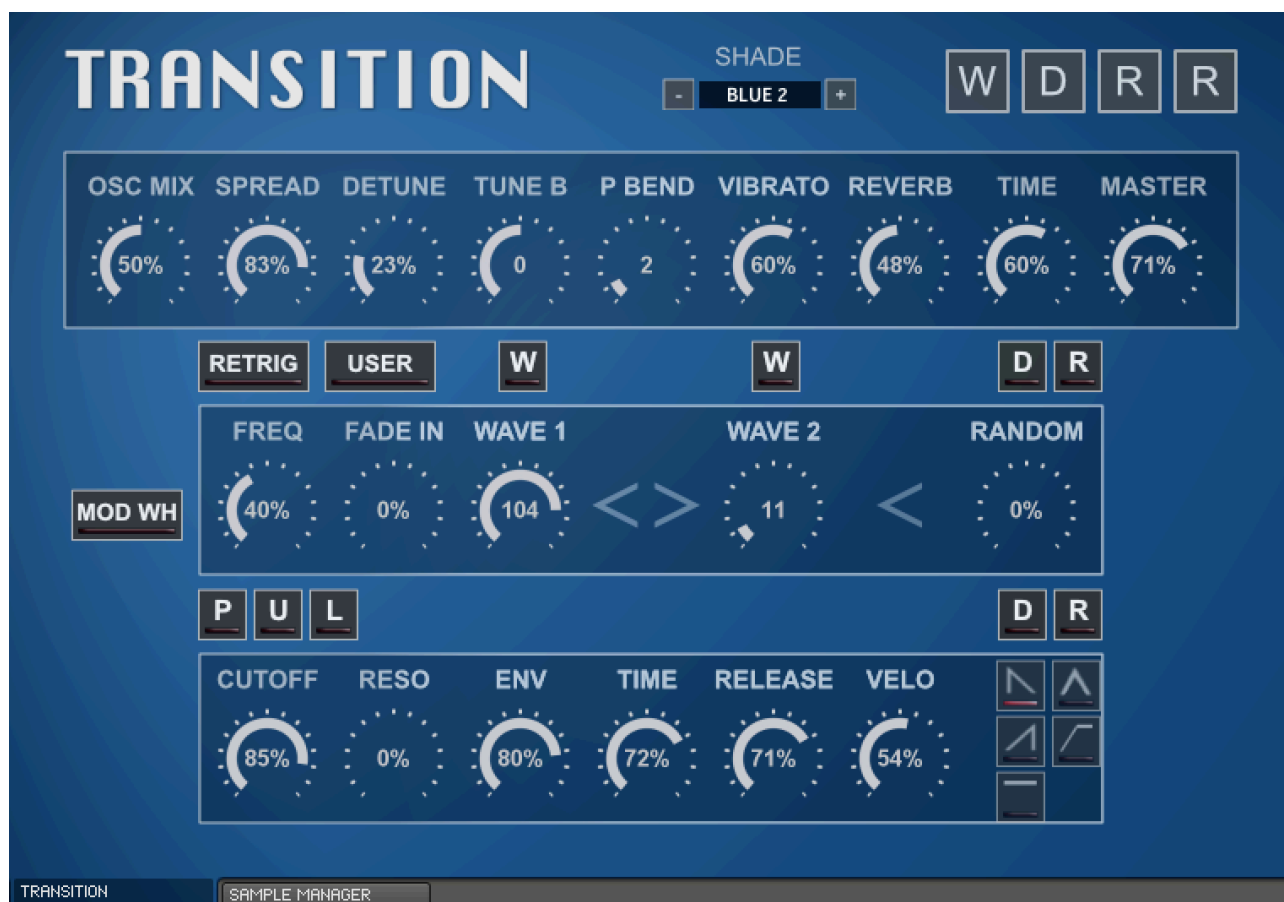 TRANSITION
SHADE
- BLUE 2 +
W D R R
OSC MIX SPREAD DETUNE TUNE B P BEND VIBRATO REVERB TIME MASTER
50% 83% 23% 0 2 60% 48% 60% 71%
RETRIG USER W W D R
FREQ FADE IN WAVE 1 WAVE 2 RANDOM
MOD WH 40% 0% 104 < > 11 < 0%
P U L D R
CUTOFF RESO ENV TIME RELEASE VELO
85% 0% 80% 72% 71% 54%
TRANSITION SAMPLE MANAGER